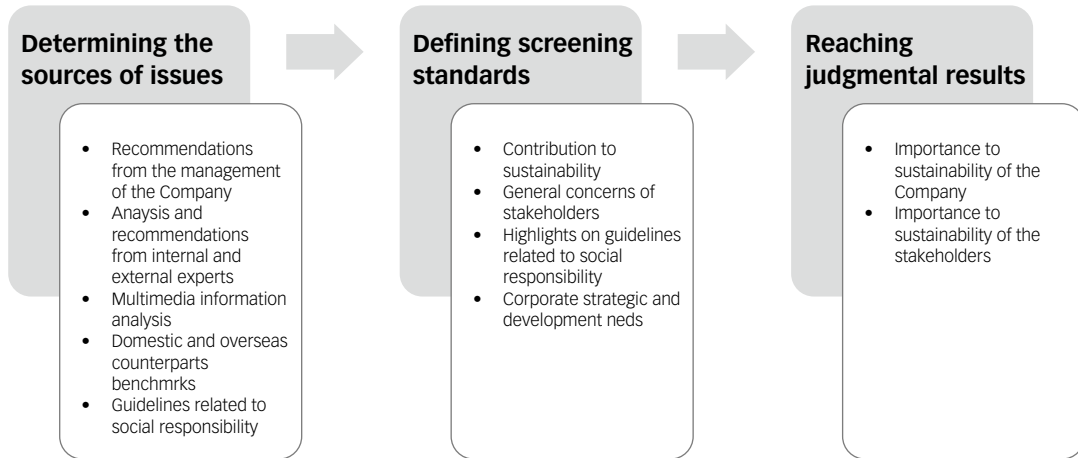 Determining the
sources of issues
• Recommendations
from the management
of the Company
• Anaysis and
recommendations
from internal and
external experts
• Multimedia information
analysis
• Domestic and overseas
counterparts
benchmrks
• Guidelines related to
social responsibility
Defining screening
standards
• Contribution to
sustainability
• General concerns of
stakeholders
• Highlights on guidelines
related to social
responsibility
• Corporate strategic and
development neds
Reaching
judgmental results
• Importance to
sustainability of the
Company
• Importance to
sustainability of the
stakeholders